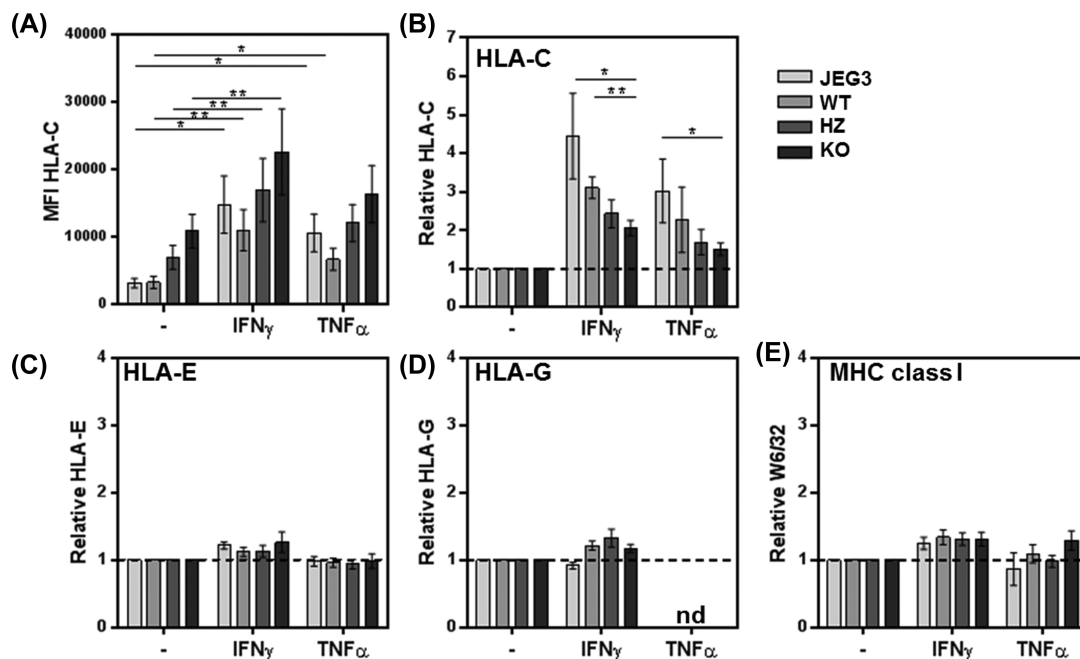 (A)
40000
30000
20000
10000
0
MFI HLA-C
*
*
**
**
**
*
- IFNγ TNFα
(B)
HLA-C
7
6
5
4
3
2
1
0
Relative HLA-C
*
**
*
- IFNγ TNFα
JEG3
WT
HZ
KO
(C)
HLA-E
4
3
2
1
0
Relative HLA-E
- IFNγ TNFα
(D)
HLA-G
4
3
2
1
0
Relative HLA-G
nd
- IFNγ TNFα
(E)
MHC class I
4
3
2
1
0
Relative W6/32
- IFNγ TNFα